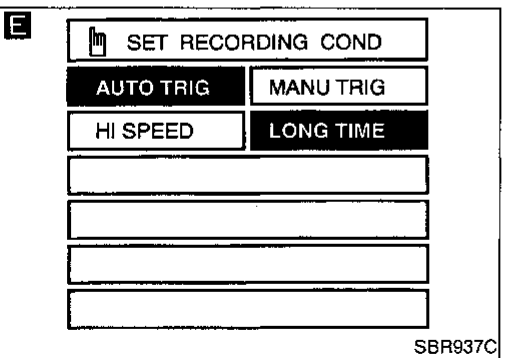 E
SET RECORDING COND
AUTO TRIG MANU TRIG
HI SPEED LONG TIME
SBR937C